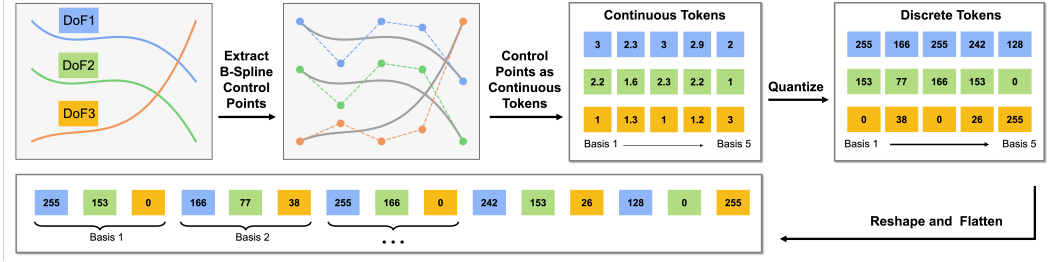 DoF1
DoF2
DoF3
Extract
B-Spline
Control
Points
Control
Points as
Continuous
Tokens
Continuous Tokens
3 2.3 3 2.9 2
2.2 1.6 2.3 2.2 1
1 1.3 1 1.2 3
Basis 1 Basis 5
Quantize
Discrete Tokens
255 166 255 242 128
153 77 166 153 0
0 38 0 26 255
Basis 1 Basis 5
Reshape and Flatten
255 153 0 166 77 38 255 166 0 242 153 26 128 0 255
Basis 1 Basis 2 ...